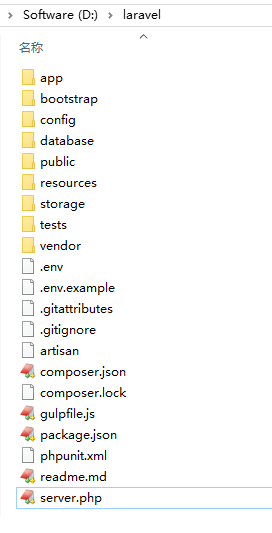 Software (D:) > laravel
名称
app
bootstrap
config
database
public
resources
storage
tests
vendor
.env
.env.example
.gitattributes
.gitignore
artisan
composer.json
composer.lock
gulpfile.js
package.json
phpunit.xml
readme.md
server.php